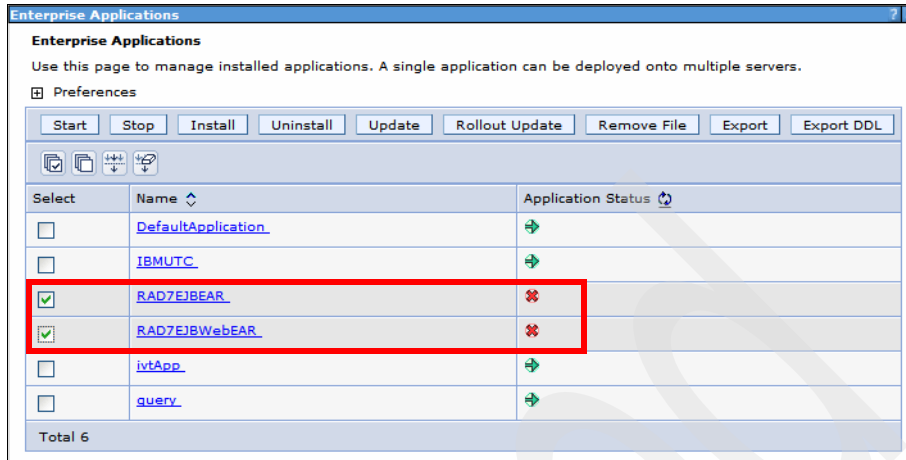 Enterprise Applications ?
Enterprise Applications
Use this page to manage installed applications. A single application can be deployed onto multiple servers.
Preferences
Start Stop Install Uninstall Update Rollout Update Remove File Export Export DDL
Select Name Application Status
DefaultApplication
IBMUTC
RAD7EJBEAR
RAD7EJBWebEAR
ivtApp
query
Total 6